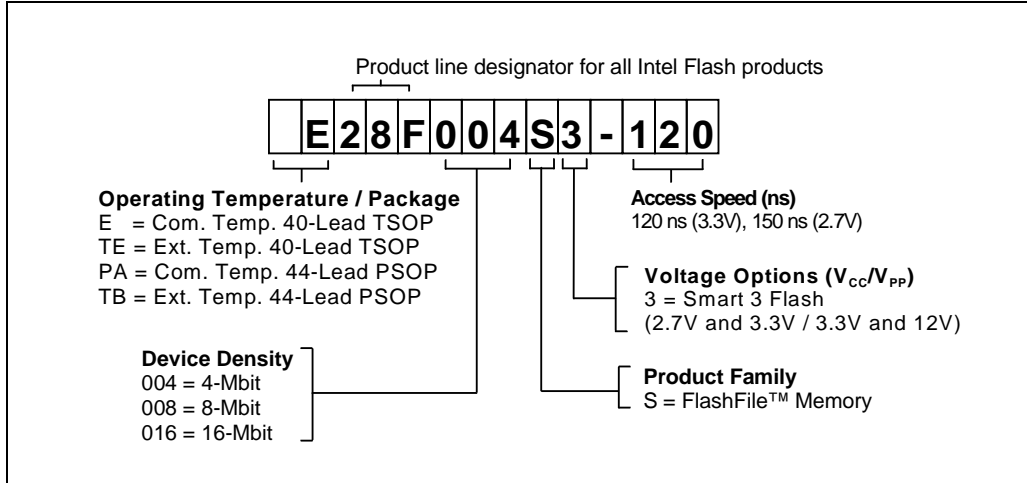 Product line designator for all Intel Flash products
E28F004S3-120
Operating Temperature / Package
E = Com. Temp. 40-Lead TSOP
TE = Ext. Temp. 40-Lead TSOP
PA = Com. Temp. 44-Lead PSOP
TB = Ext. Temp. 44-Lead PSOP
Access Speed (ns)
120 ns (3.3V), 150 ns (2.7V)
Voltage Options (VCC/VPP)
3 = Smart 3 Flash
(2.7V and 3.3V / 3.3V and 12V)
Device Density
004 = 4-Mbit
008 = 8-Mbit
016 = 16-Mbit
Product Family
S = FlashFile™ Memory